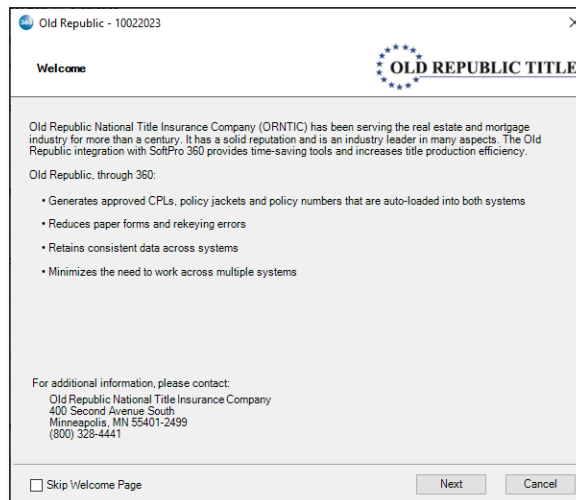 360 Old Republic - 10022023
Welcome
OLD REPUBLIC TITLE
Old Republic National Title Insurance Company (ORNTIC) has been serving the real estate and mortgage
industry for more than a century. It has a solid reputation and is an industry leader in many aspects. The Old
Republic integration with SoftPro 360 provides time-saving tools and increases title production efficiency.
Old Republic, through 360:
• Generates approved CPLs, policy jackets and policy numbers that are auto-loaded into both systems
• Reduces paper forms and rekeying errors
• Retains consistent data across systems
• Minimizes the need to work across multiple systems
For additional information, please contact:
Old Republic National Title Insurance Company
400 Second Avenue South
Minneapolis, MN 55401-2499
(800) 328-4441
Skip Welcome Page
Next
Cancel